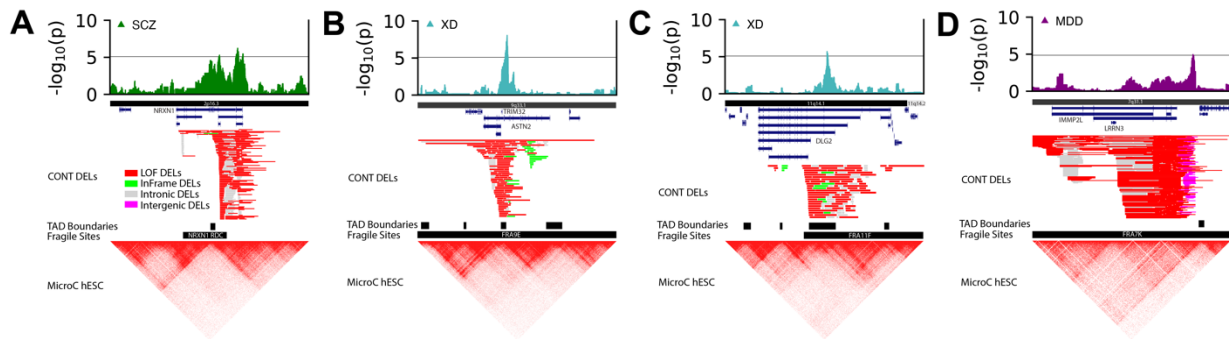 A
SCZ
-log₁₀(p)
10
5
0
2p16.3
NRXN1
CONT DELs
LOF DELs
InFrame DELs
Intronic DELs
Intergenic DELs
TAD Boundaries
Fragile Sites
NRXN1 RDC
MicroC hESC
B
XD
-log₁₀(p)
10
5
0
9q33.1
TRIM32
ASTN2
CONT DELs
TAD Boundaries
Fragile Sites
FRA9E
MicroC hESC
C
XD
-log₁₀(p)
10
5
0
11q14.1
11q14.2
DLG2
CONT DELs
TAD Boundaries
Fragile Sites
FRA11F
MicroC hESC
D
MDD
-log₁₀(p)
10
5
0
7q31.1
IMMP2L
LRRN3
CONT DELs
TAD Boundaries
Fragile Sites
FRA7K
MicroC hESC